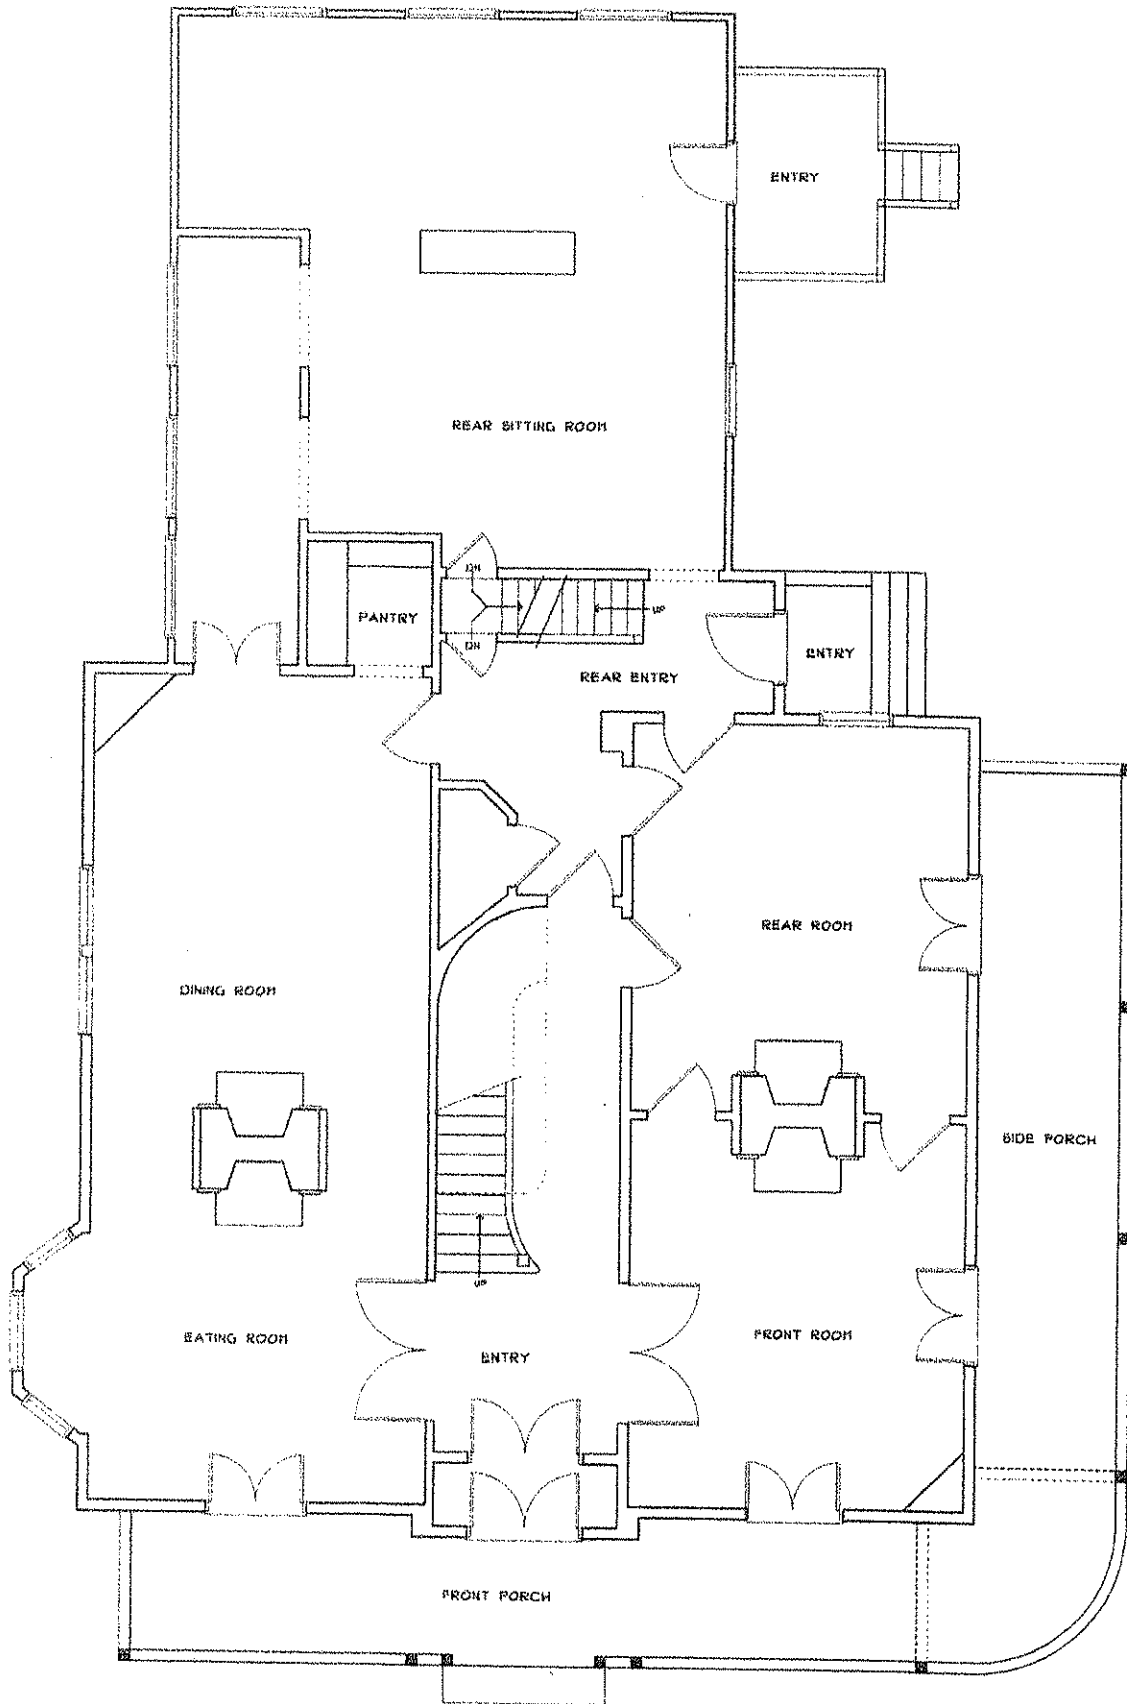 ENTRY
REAR SITTING ROOM
DN
PANTRY
UP
DN
ENTRY
REAR ENTRY
REAR ROOM
DINING ROOM
SIDE PORCH
UP
EATING ROOM
FRONT ROOM
ENTRY
FRONT PORCH